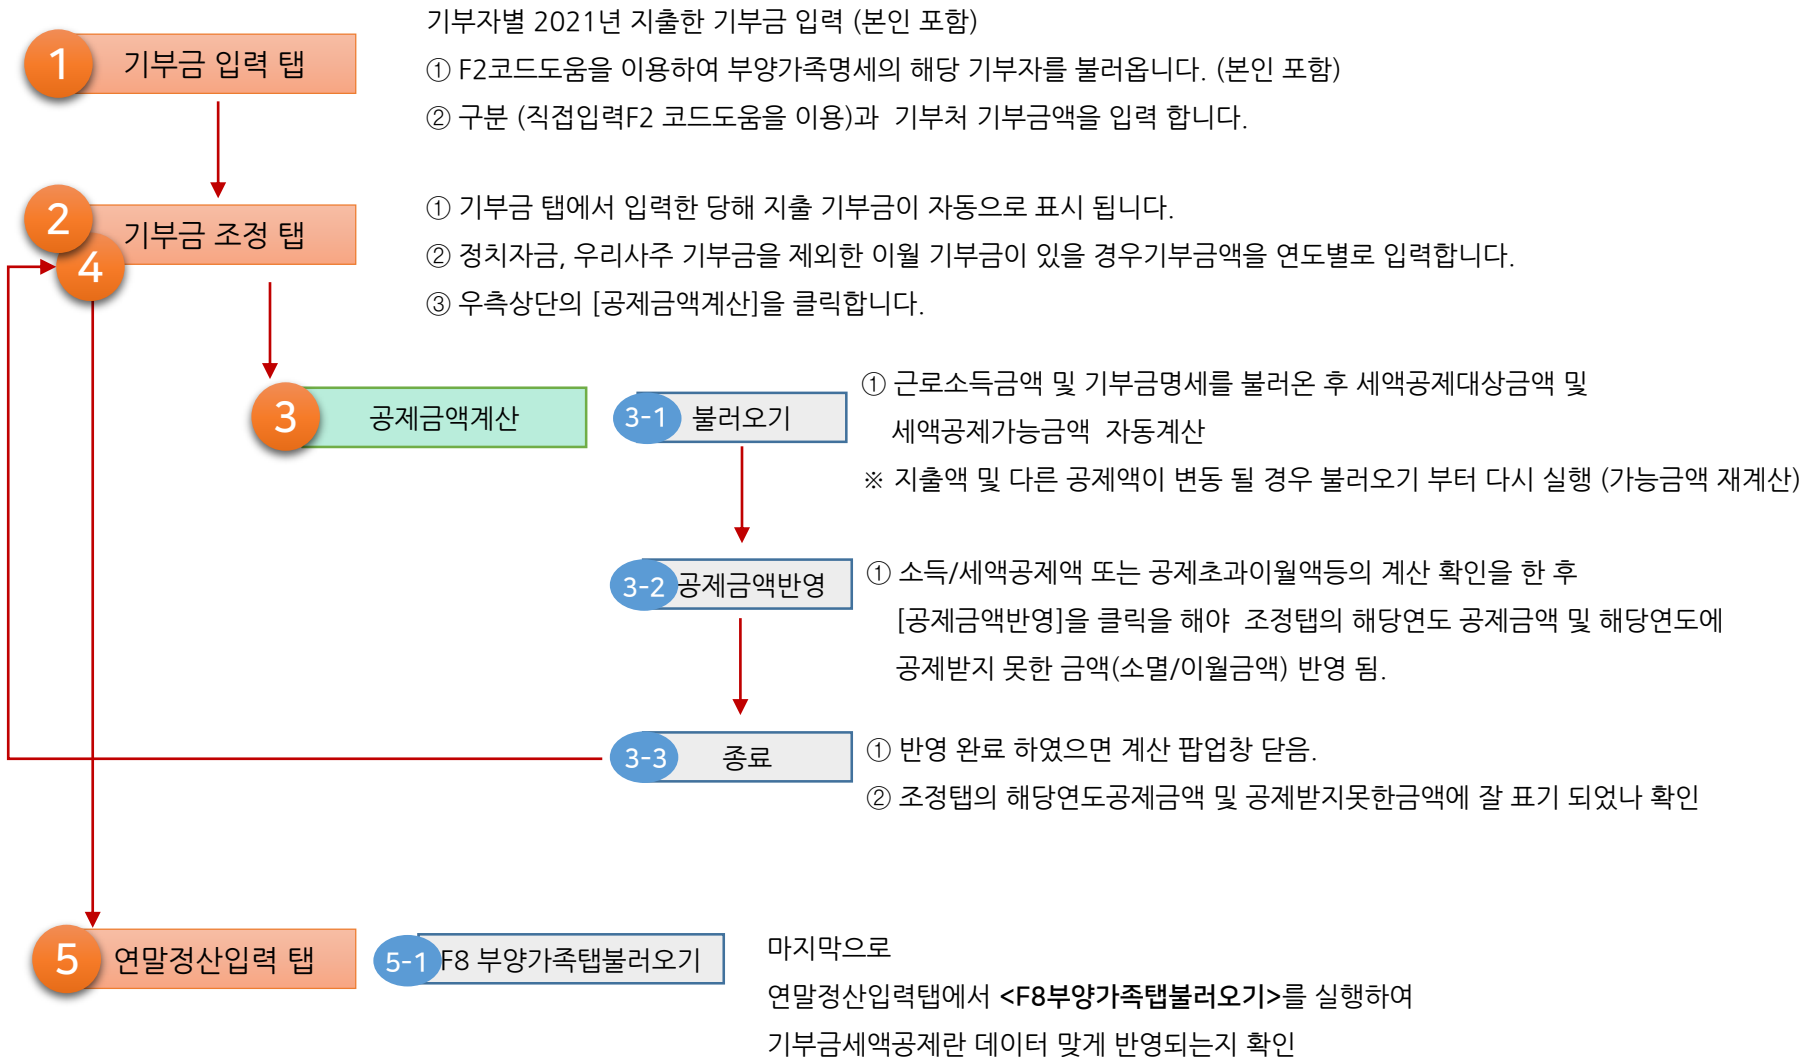 기부자별 2021년 지출한 기부금 입력 (본인 포함)
1 기부금 입력 탭
① F2코드도움을 이용하여 부양가족명세의 해당 기부자를 불러옵니다. (본인 포함)
② 구분 (직접입력F2 코드도움을 이용)과 기부처 기부금액을 입력 합니다.
2
4
기부금 조정 탭
① 기부금 탭에서 입력한 당해 지출 기부금이 자동으로 표시 됩니다.
② 정치자금, 우리사주 기부금을 제외한 이월 기부금이 있을 경우기부금액을 연도별로 입력합니다.
③ 우측상단의 [공제금액계산]을 클릭합니다.
3 공제금액계산
3-1 불러오기
① 근로소득금액 및 기부금명세를 불러온 후 세액공제대상금액 및
세액공제가능금액 자동계산
※ 지출액 및 다른 공제액이 변동 될 경우 불러오기 부터 다시 실행 (가능금액 재계산)
3-2 공제금액반영
① 소득/세액공제액 또는 공제초과이월액등의 계산 확인을 한 후
[공제금액반영]을 클릭을 해야 조정탭의 해당연도 공제금액 및 해당연도에
공제받지 못한 금액(소멸/이월금액) 반영 됨.
3-3 종료
① 반영 완료 하였으면 계산 팝업창 닫음.
② 조정탭의 해당연도공제금액 및 공제받지못한금액에 잘 표기 되었나 확인
5 연말정산입력 탭
5-1 F8 부양가족탭불러오기
마지막으로
연말정산입력탭에서 <F8부양가족탭불러오기>를 실행하여
기부금세액공제란 데이터 맞게 반영되는지 확인